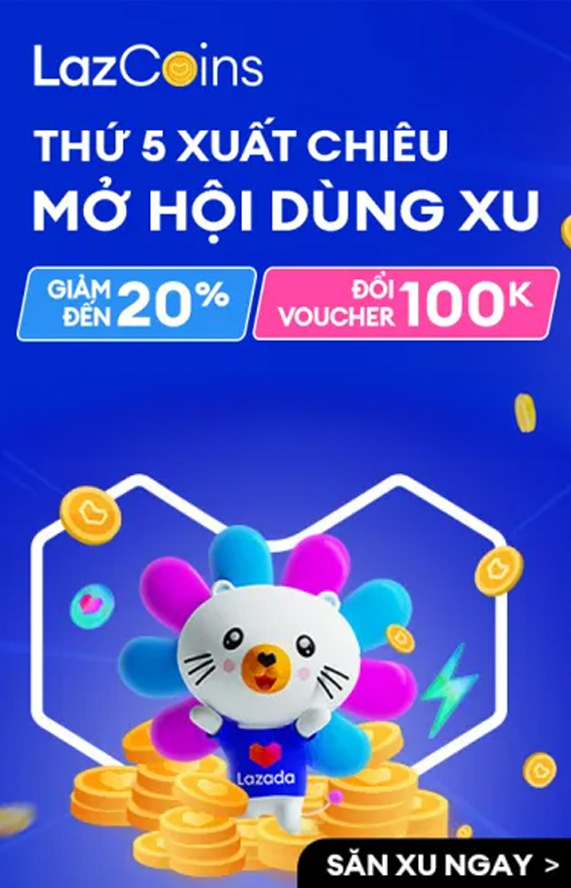 LazCoins
THỨ 5 XUẤT CHIÊU
MỞ HỘI DÙNG XU
GIẢM ĐẾN 20%
ĐỔI VOUCHER 100K
Lazada
SĂN XU NGAY >